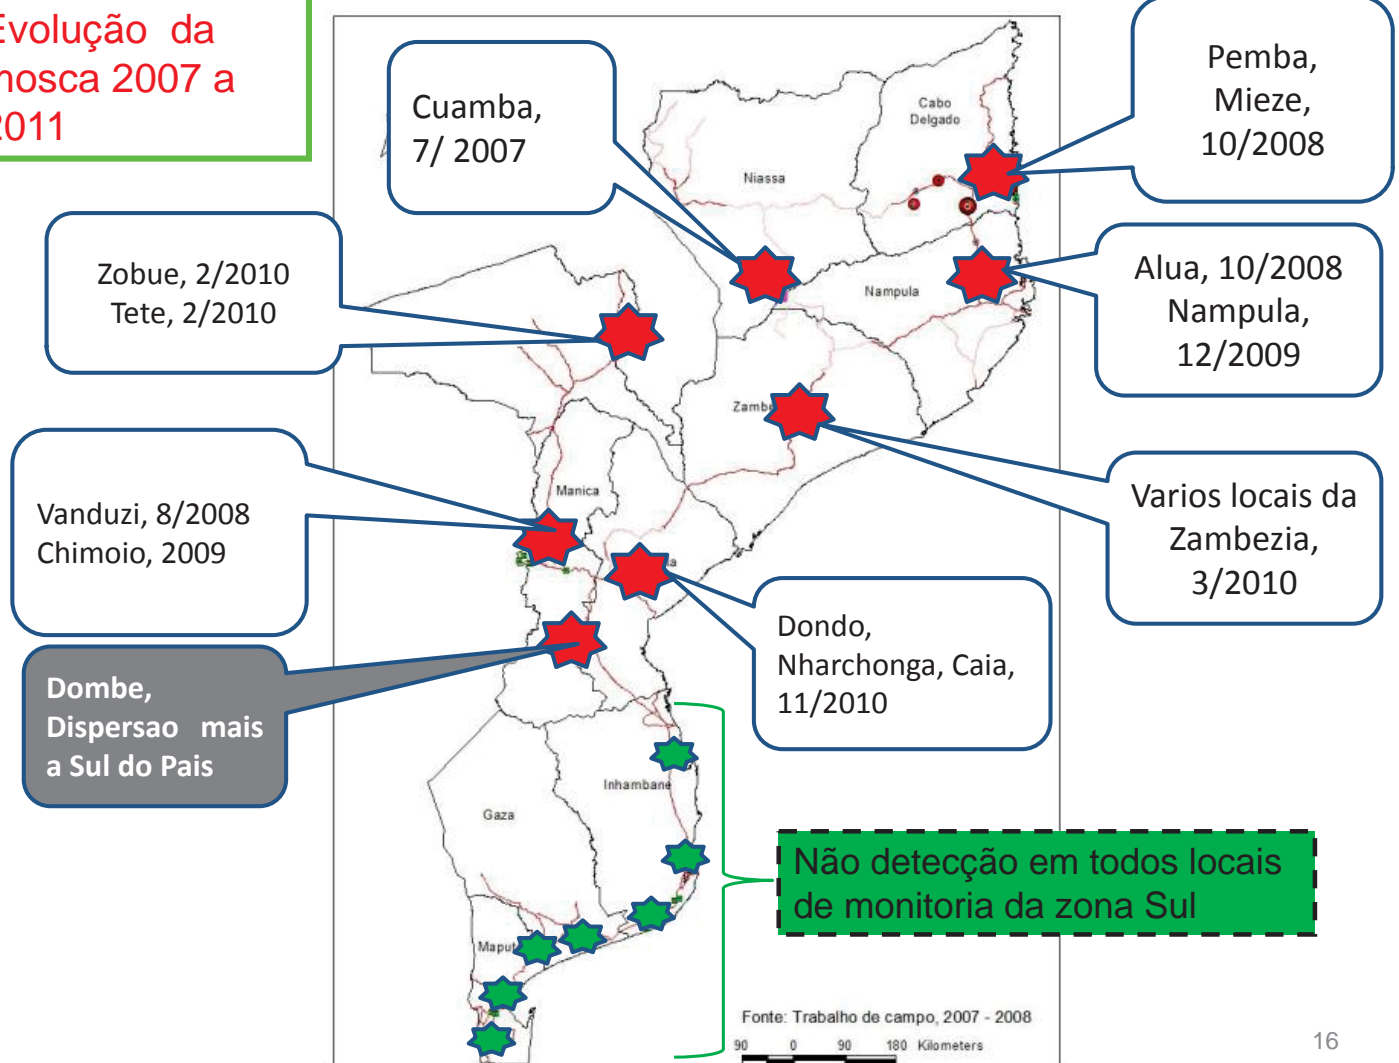 Evolução da
mosca 2007 a
2011
Cuamba,
7/ 2007
Pemba,
Mieze,
10/2008
Cabo
Delgado
Niassa
Zobue, 2/2010
Tete, 2/2010
Nampula
Alua, 10/2008
Nampula,
12/2009
Zamb
Vanduzi, 8/2008
Chimoio, 2009
Manica
Varios locais da
Zambezia,
3/2010
la
Dondo,
Nharchonga, Caia,
11/2010
Dombe,
Dispersao mais
a Sul do Pais
Inhambane
Gaza
Não detecção em todos locais
de monitoria da zona Sul
Maput
Fonte: Trabalho de campo, 2007 - 2008
90 0 90 180 Kilometers
16